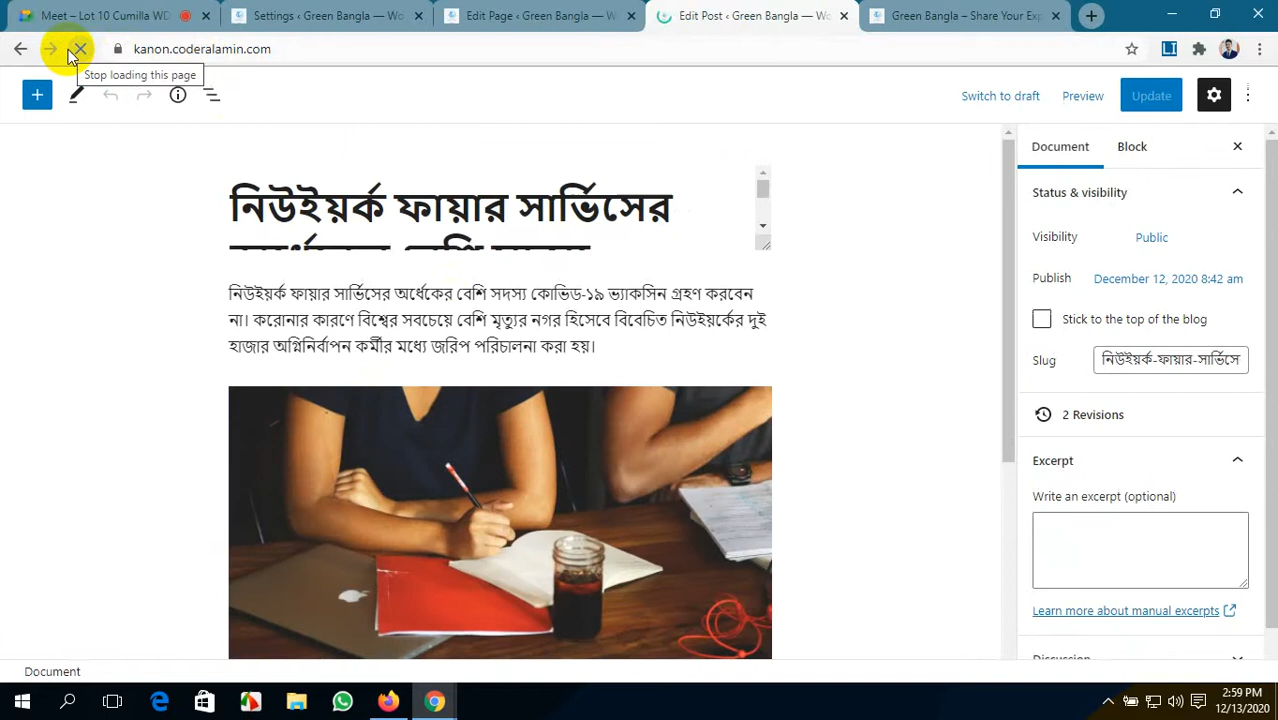 Meet – Lot 10 Cumilla WD
Settings ‹ Green Bangla — Wo
Edit Page ‹ Green Bangla — W
Edit Post ‹ Green Bangla — Wo
Green Bangla – Share Your Exp
kanon.coderalamin.com
Stop loading this page
Switch to draft
Preview
Update
Document
Block
নিউইয়র্ক ফায়ার সার্ভিসের
Status & visibility
Visibility
Public
Publish
December 12, 2020 8:42 am
নিউইয়র্ক ফায়ার সার্ভিসের অর্ধেকের বেশি সদস্য কোভিড-১৯ ভ্যাকসিন গ্রহণ করবেন
না। করোনার কারণে বিশ্বের সবচেয়ে বেশি মৃত্যুর নগর হিসেবে বিবেচিত নিউইয়র্কের দুই
হাজার অগ্নিনির্বাপন কর্মীর মধ্যে জরিপ পরিচালনা করা হয়।
Stick to the top of the blog
Slug
নিউইয়র্ক-ফায়ার-সার্ভিসে
2 Revisions
Excerpt
Write an excerpt (optional)
Learn more about manual excerpts
Discussion
Document
2:59 PM
12/13/2020